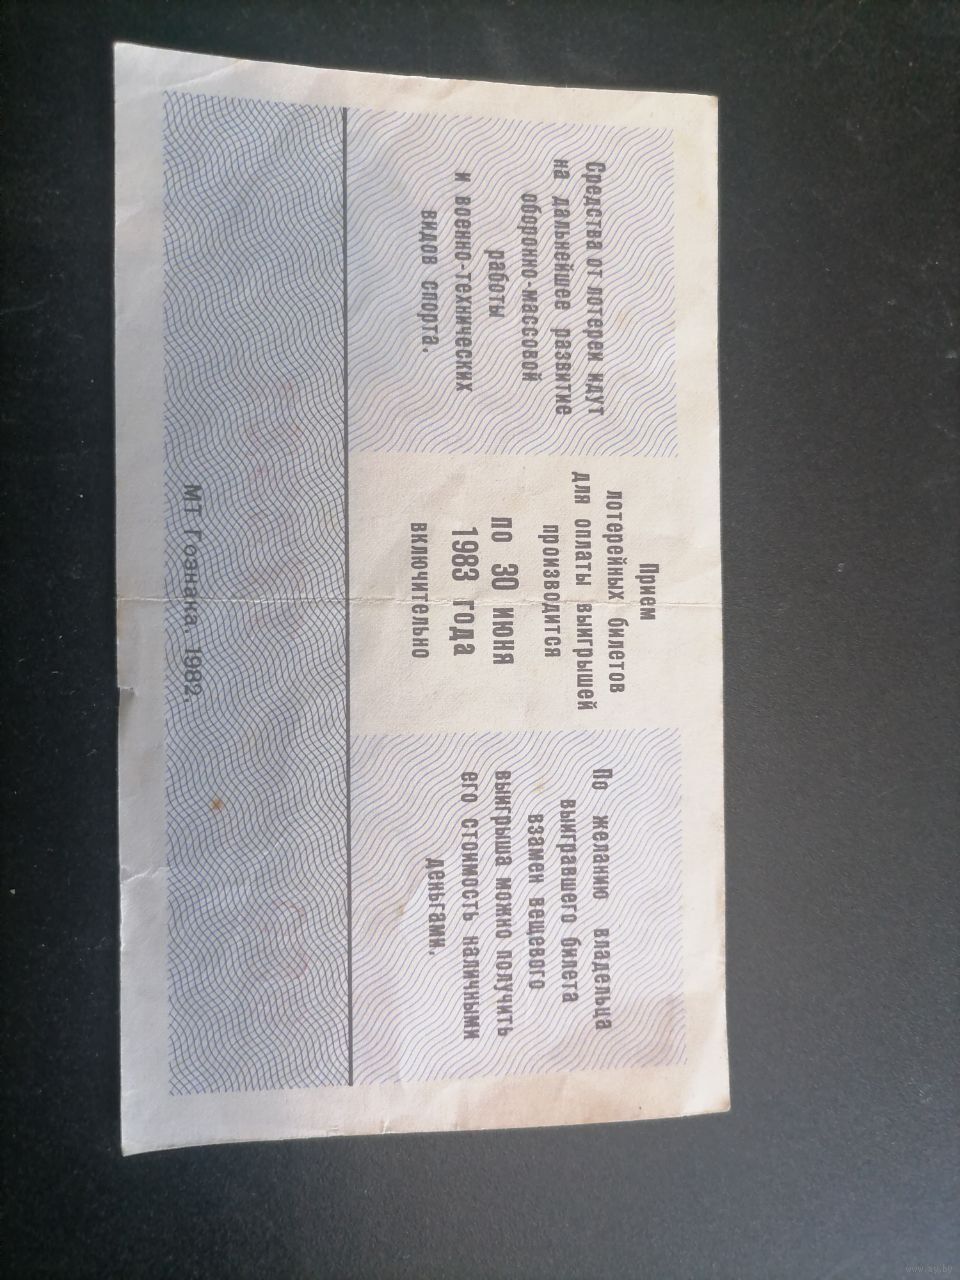 Средства от лотереи идут
на дальнейшее развитие
оборонно-массовой
работы
и военно-технических
видов спорта.
Прием
лотерейных билетов
для оплаты выигрышей
производится
по 30 июня
1983 года
включительно
По желанию владельца
выигравшего билета
взамен вещевого
выигрыша можно получить
его стоимость наличными
деньгами.
МТ Гознака. 1982.